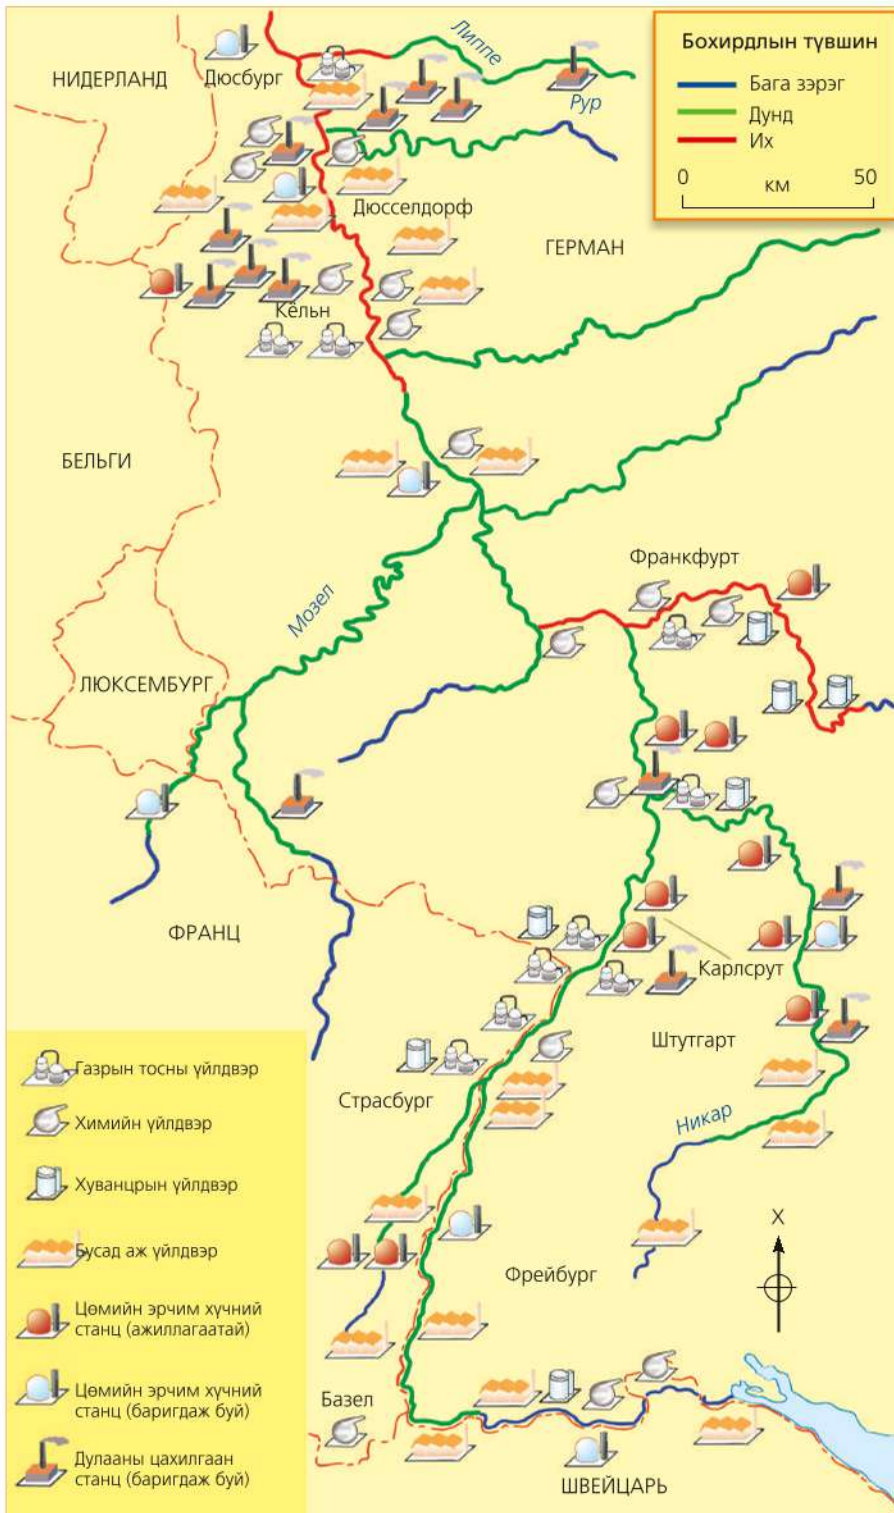 НИДЕРЛАНД
Дюсбург
Липпе
Рур
Бохирдлын түвшин
Бага зэрэг
Дунд
Их
0
км
50
Дюсселдорф
ГЕРМАН
Кёльн
БЕЛЬГИ
Франкфурт
Мозел
ЛЮКСЕМБУРГ
ФРАНЦ
Карлсрут
Штутгарт
Страсбург
Никар
Х
Фрейбург
Базел
ШВЕЙЦАРЬ
Газрын тосны үйлдвэр
Химийн үйлдвэр
Хуванцрын үйлдвэр
Бусад аж үйлдвэр
Цөмийн эрчим хүчний
станц (ажиллагаатай)
Цөмийн эрчим хүчний
станц (баригдаж буй)
Дулааны цахилгаан
станц (баригдаж буй)